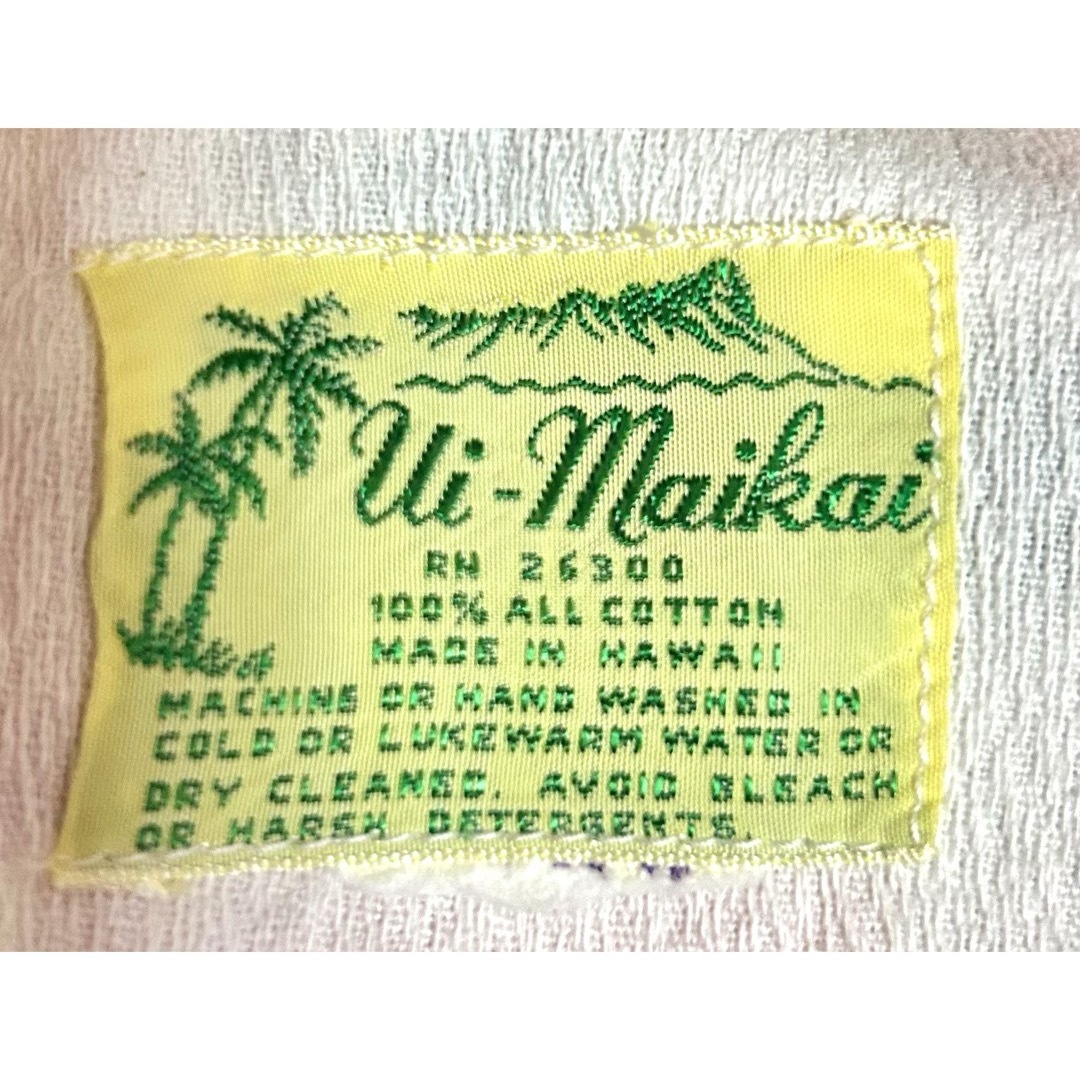 Ui-Maikai
RN 26300
100% ALL COTTON
MADE IN HAWAII
MACHINE OR HAND WASHED IN
COLD OR LUKEWARM WATER OR
DRY CLEANED. AVOID BLEACH
OR HARSH DETERGENTS.